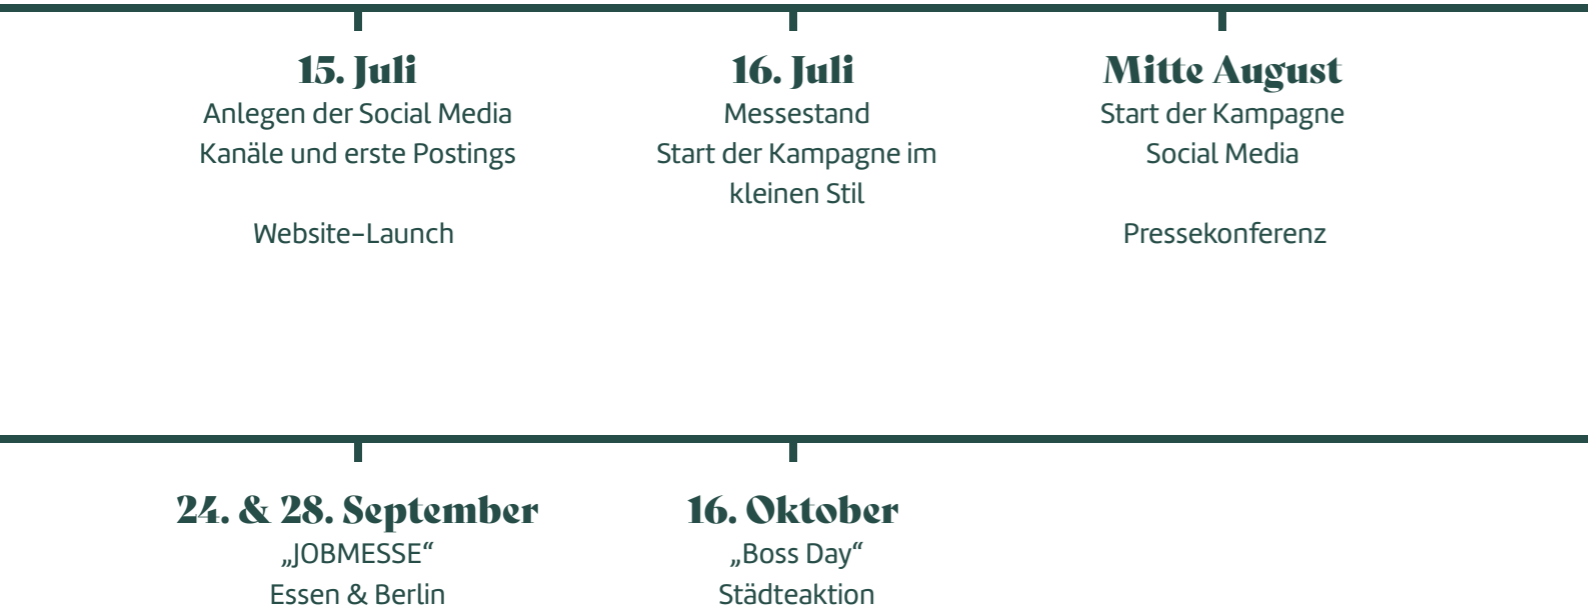 15. Juli
Anlegen der Social Media
Kanäle und erste Postings
Website-Launch
16. Juli
Messestand
Start der Kampagne im
kleinen Stil
Mitte August
Start der Kampagne
Social Media
Pressekonferenz
24. & 28. September
„JOBMESSE“
Essen & Berlin
16. Oktober
„Boss Day“
Städteaktion